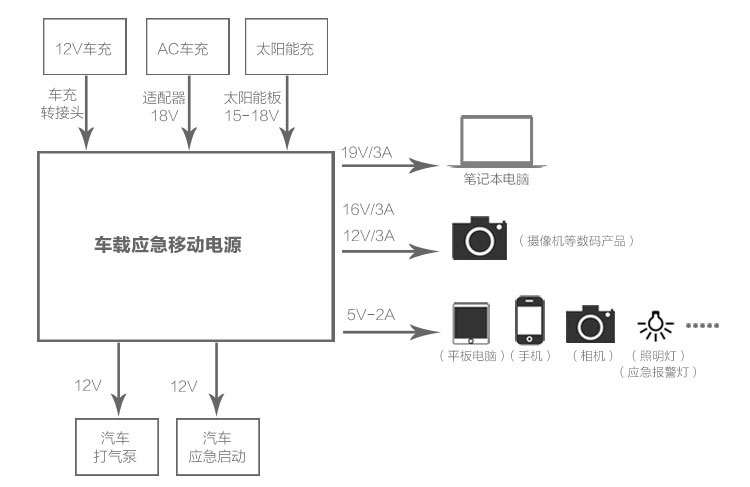 12V车充
AC车充
太阳能充
车充
转接头
适配器
18V
太阳能板
15-18V
19V/3A
笔记本电脑
16V/3A
12V/3A
车载应急移动电源
（摄像机等数码产品）
5V-2A
（平板电脑）
（手机）
（相机）
（照明灯）
（应急报警灯）
12V
12V
汽车
打气泵
汽车
应急启动